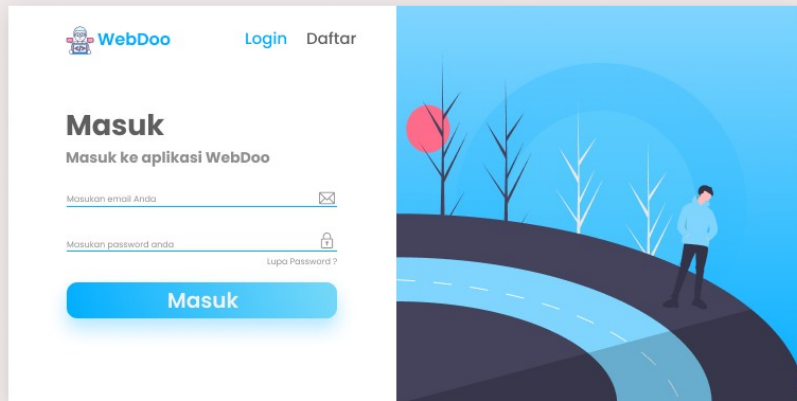 WebDoo Login Daftar
Masuk
Masuk ke aplikasi WebDoo
Masukan email Anda
Masukan password anda
Lupa Password ?
Masuk